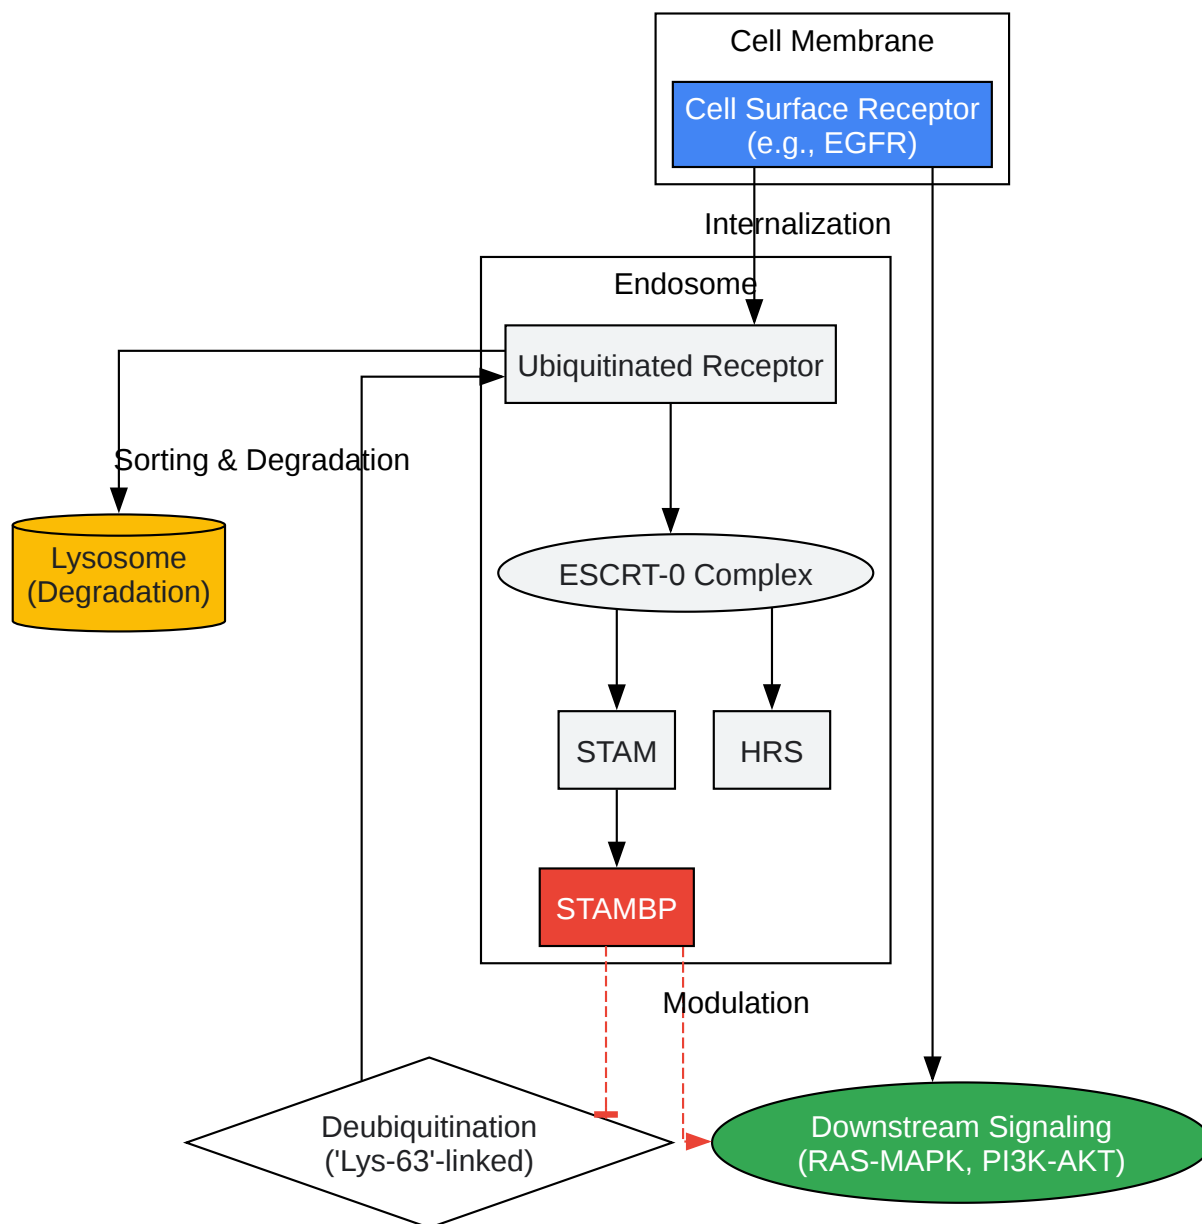 Cell Membrane
Cell Surface Receptor
(e.g., EGFR)
Internalization
Endosome
Ubiquitinated Receptor
Sorting & Degradation
Lysosome
(Degradation)
ESCRT-0 Complex
STAM
HRS
STAMBP
Modulation
Deubiquitination
('Lys-63'-linked)
Downstream Signaling
(RAS-MAPK, PI3K-AKT)